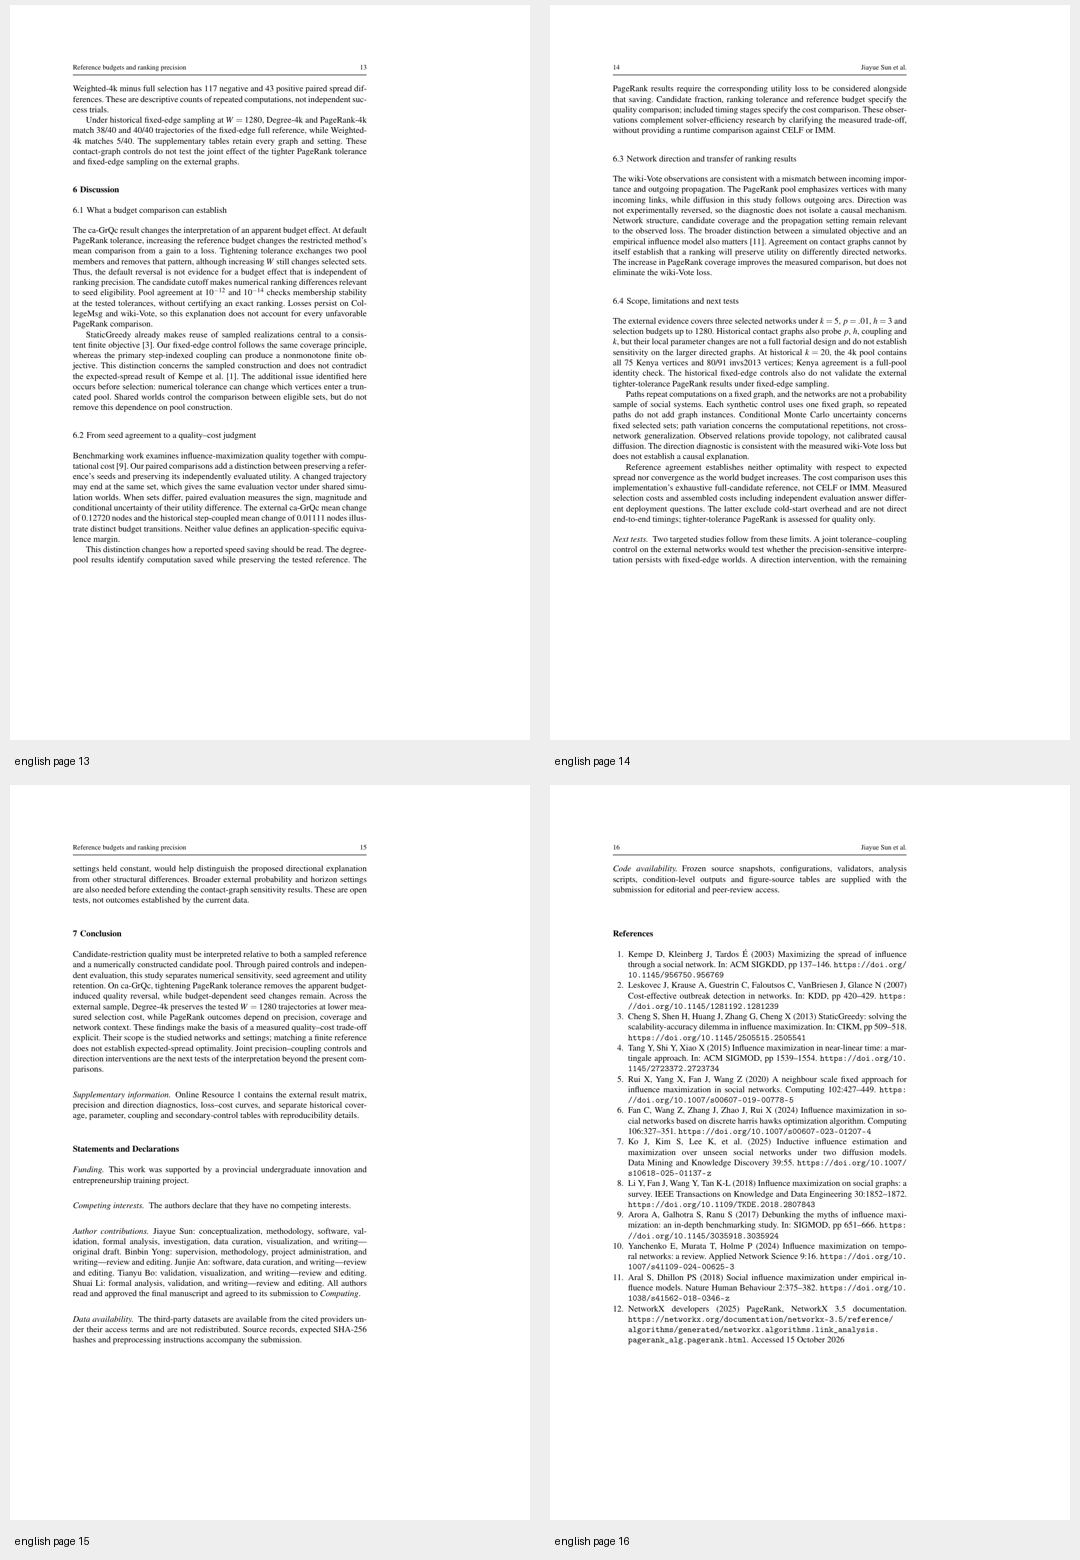 Reference budgets and ranking precision 13
Weighted-4k minus full selection has 117 negative and 43 positive paired spread dif-
ferences. These are descriptive counts of repeated computations, not independent suc-
cess trials.
Under historical fixed-edge sampling at W = 1280, Degree-4k and PageRank-4k
match 38/40 and 40/40 trajectories of the fixed-edge full reference, while Weighted-
4k matches 5/40. The supplementary tables retain every graph and setting. These
contact-graph controls do not test the joint effect of the tighter PageRank tolerance
and fixed-edge sampling on the external graphs.
6 Discussion
6.1 What a budget comparison can establish
The ca-GrQc result changes the interpretation of an apparent budget effect. At default
PageRank tolerance, increasing the reference budget changes the restricted method's
mean comparison from a gain to a loss. Tightening tolerance exchanges two pool
members and removes that pattern, although increasing W still changes selected sets.
Thus, the default reversal is not evidence for a budget effect that is independent of
ranking precision. The candidate cutoff makes numerical ranking differences relevant
to seed eligibility. Pool agreement at 10⁻¹² and 10⁻¹⁴ checks membership stability
at the tested tolerances, without certifying an exact ranking. Losses persist on Col-
legeMsg and wiki-Vote, so this explanation does not account for every unfavorable
PageRank comparison.
StaticGreedy already makes reuse of sampled realizations central to a consis-
tent finite objective [3]. Our fixed-edge control follows the same coverage principle,
whereas the primary step-indexed coupling can produce a nonmonotone finite ob-
jective. This distinction concerns the sampled construction and does not contradict
the expected-spread result of Kempe et al. [1]. The additional issue identified here
occurs before selection: numerical tolerance can change which vertices enter a trun-
cated pool. Shared worlds control the comparison between eligible sets, but do not
remove this dependence on pool construction.
6.2 From seed agreement to a quality–cost judgment
Benchmarking work examines influence-maximization quality together with compu-
tational cost [9]. Our paired comparisons add a distinction between preserving a refer-
ence's seeds and preserving its independently evaluated utility. A changed trajectory
may end at the same set, which gives the same evaluation vector under shared simu-
lation worlds. When sets differ, paired evaluation measures the sign, magnitude and
conditional uncertainty of their utility difference. The external ca-GrQc mean change
of 0.12720 nodes and the historical step-coupled mean change of 0.01111 nodes illus-
trate distinct budget transitions. Neither value defines an application-specific equiva-
lence margin.
This distinction changes how a reported speed saving should be read. The degree-
pool results identify computation saved while preserving the tested reference. The
english page 13
14 Jiayue Sun et al.
PageRank results require the corresponding utility loss to be considered alongside
that saving. Candidate fraction, ranking tolerance and reference budget specify the
quality comparison; included timing stages specify the cost comparison. These obser-
vations complement solver-efficiency research by clarifying the measured trade-off,
without providing a runtime comparison against CELF or IMM.
6.3 Network direction and transfer of ranking results
The wiki-Vote observations are consistent with a mismatch between incoming impor-
tance and outgoing propagation. The PageRank pool emphasizes vertices with many
incoming links, while diffusion in this study follows outgoing arcs. Direction was
not experimentally reversed, so the diagnostic does not isolate a causal mechanism.
Network structure, candidate coverage and the propagation setting remain relevant
to the observed loss. The broader distinction between a simulated objective and an
empirical influence model also matters [11]. Agreement on contact graphs cannot by
itself establish that a ranking will preserve utility on differently directed networks.
The increase in PageRank coverage improves the measured comparison, but does not
eliminate the wiki-Vote loss.
6.4 Scope, limitations and next tests
The external evidence covers three selected networks under k = 5, p = .01, h = 3 and
selection budgets up to 1280. Historical contact graphs also probe p, h, coupling and
k, but their local parameter changes are not a full factorial design and do not establish
sensitivity on the larger directed graphs. At historical k = 20, the 4k pool contains
all 75 Kenya vertices and 80/91 invs2013 vertices; Kenya agreement is a full-pool
identity check. The historical fixed-edge controls also do not validate the external
tighter-tolerance PageRank results under fixed-edge sampling.
Paths repeat computations on a fixed graph, and the networks are not a probability
sample of social systems. Each synthetic control uses one fixed graph, so repeated
paths do not add graph instances. Conditional Monte Carlo uncertainty concerns
fixed selected sets; path variation concerns the computational repetitions, not cross-
network generalization. Observed relations provide topology, not calibrated causal
diffusion. The direction diagnostic is consistent with the measured wiki-Vote loss but
does not establish a causal explanation.
Reference agreement establishes neither optimality with respect to expected
spread nor convergence as the world budget increases. The cost comparison uses this
implementation's exhaustive full-candidate reference, not CELF or IMM. Measured
selection costs and assembled costs including independent evaluation answer differ-
ent deployment questions. The latter exclude cold-start overhead and are not direct
end-to-end timings; tighter-tolerance PageRank is assessed for quality only.
Next tests. Two targeted studies follow from these limits. A joint tolerance–coupling
control on the external networks would test whether the precision-sensitive interpre-
tation persists with fixed-edge worlds. A direction intervention, with the remaining
english page 14
Reference budgets and ranking precision 15
settings held constant, would help distinguish the proposed directional explanation
from other structural differences. Broader external probability and horizon settings
are also needed before extending the contact-graph sensitivity results. These are open
tests, not outcomes established by the current data.
7 Conclusion
Candidate-restriction quality must be interpreted relative to both a sampled reference
and a numerically constructed candidate pool. Through paired controls and indepen-
dent evaluation, this study separates numerical sensitivity, seed agreement and utility
retention. On ca-GrQc, tightening PageRank tolerance removes the apparent budget-
induced quality reversal, while budget-dependent seed changes remain. Across the
external sample, Degree-4k preserves the tested W = 1280 trajectories at lower mea-
sured selection cost, while PageRank outcomes depend on precision, coverage and
network context. These findings make the basis of a measured quality–cost trade-off
explicit. Their scope is the studied networks and settings; matching a finite reference
does not establish expected-spread optimality. Joint precision–coupling controls and
direction interventions are the next tests of the interpretation beyond the present com-
parisons.
Supplementary information. Online Resource 1 contains the external result matrix,
precision and direction diagnostics, loss–cost curves, and separate historical cover-
age, parameter, coupling and secondary-control tables with reproducibility details.
Statements and Declarations
Funding. This work was supported by a provincial undergraduate innovation and
entrepreneurship training project.
Competing interests. The authors declare that they have no competing interests.
Author contributions. Jiayue Sun: conceptualization, methodology, software, val-
idation, formal analysis, investigation, data curation, visualization, and writing—
original draft. Binbin Yong: supervision, methodology, project administration, and
writing—review and editing. Junjie An: software, data curation, and writing—review
and editing. Tianyu Bo: validation, visualization, and writing—review and editing.
Shuai Li: formal analysis, validation, and writing—review and editing. All authors
read and approved the final manuscript and agreed to its submission to Computing.
Data availability. The third-party datasets are available from the cited providers un-
der their access terms and are not redistributed. Source records, expected SHA-256
hashes and preprocessing instructions accompany the submission.
english page 15
16 Jiayue Sun et al.
Code availability. Frozen source snapshots, configurations, validators, analysis
scripts, condition-level outputs and figure-source tables are supplied with the
submission for editorial and peer-review access.
References
1. Kempe D, Kleinberg J, Tardos É (2003) Maximizing the spread of influence
through a social network. In: ACM SIGKDD, pp 137–146. https://doi.org/
10.1145/956750.956769
2. Leskovec J, Krause A, Guestrin C, Faloutsos C, VanBriesen J, Glance N (2007)
Cost-effective outbreak detection in networks. In: KDD, pp 420–429. https:
//doi.org/10.1145/1281192.1281239
3. Cheng S, Shen H, Huang J, Zhang G, Cheng X (2013) StaticGreedy: solving the
scalability-accuracy dilemma in influence maximization. In: CIKM, pp 509–518.
https://doi.org/10.1145/2505515.2505541
4. Tang Y, Shi Y, Xiao X (2015) Influence maximization in near-linear time: a mar-
tingale approach. In: ACM SIGMOD, pp 1539–1554. https://doi.org/10.
1145/2723372.2723734
5. Rui X, Yang X, Fan J, Wang Z (2020) A neighbour scale fixed approach for
influence maximization in social networks. Computing 102:427–449. https:
//doi.org/10.1007/s00607-019-00778-5
6. Fan C, Wang Z, Zhang J, Zhao J, Rui X (2024) Influence maximization in so-
cial networks based on discrete harris hawks optimization algorithm. Computing
106:327–351. https://doi.org/10.1007/s00607-023-01207-4
7. Ko J, Kim S, Lee K, et al. (2025) Inductive influence estimation and
maximization over unseen social networks under two diffusion models.
Data Mining and Knowledge Discovery 39:55. https://doi.org/10.1007/
s10618-025-01137-z
8. Li Y, Fan J, Wang Y, Tan K-L (2018) Influence maximization on social graphs: a
survey. IEEE Transactions on Knowledge and Data Engineering 30:1852–1872.
https://doi.org/10.1109/TKDE.2018.2807843
9. Arora A, Galhotra S, Ranu S (2017) Debunking the myths of influence maxi-
mization: an in-depth benchmarking study. In: SIGMOD, pp 651–666. https:
//doi.org/10.1145/3035918.3035924
10. Yanchenko E, Murata T, Holme P (2024) Influence maximization on tempo-
ral networks: a review. Applied Network Science 9:16. https://doi.org/10.
1007/s41109-024-00625-3
11. Aral S, Dhillon PS (2018) Social influence maximization under empirical in-
fluence models. Nature Human Behaviour 2:375–382. https://doi.org/10.
1038/s41562-018-0346-z
12. NetworkX developers (2025) PageRank, NetworkX 3.5 documentation.
https://networkx.org/documentation/networkx-3.5/reference/
algorithms/generated/networkx.algorithms.link_analysis.
pagerank_alg.pagerank.html. Accessed 15 October 2026
english page 16